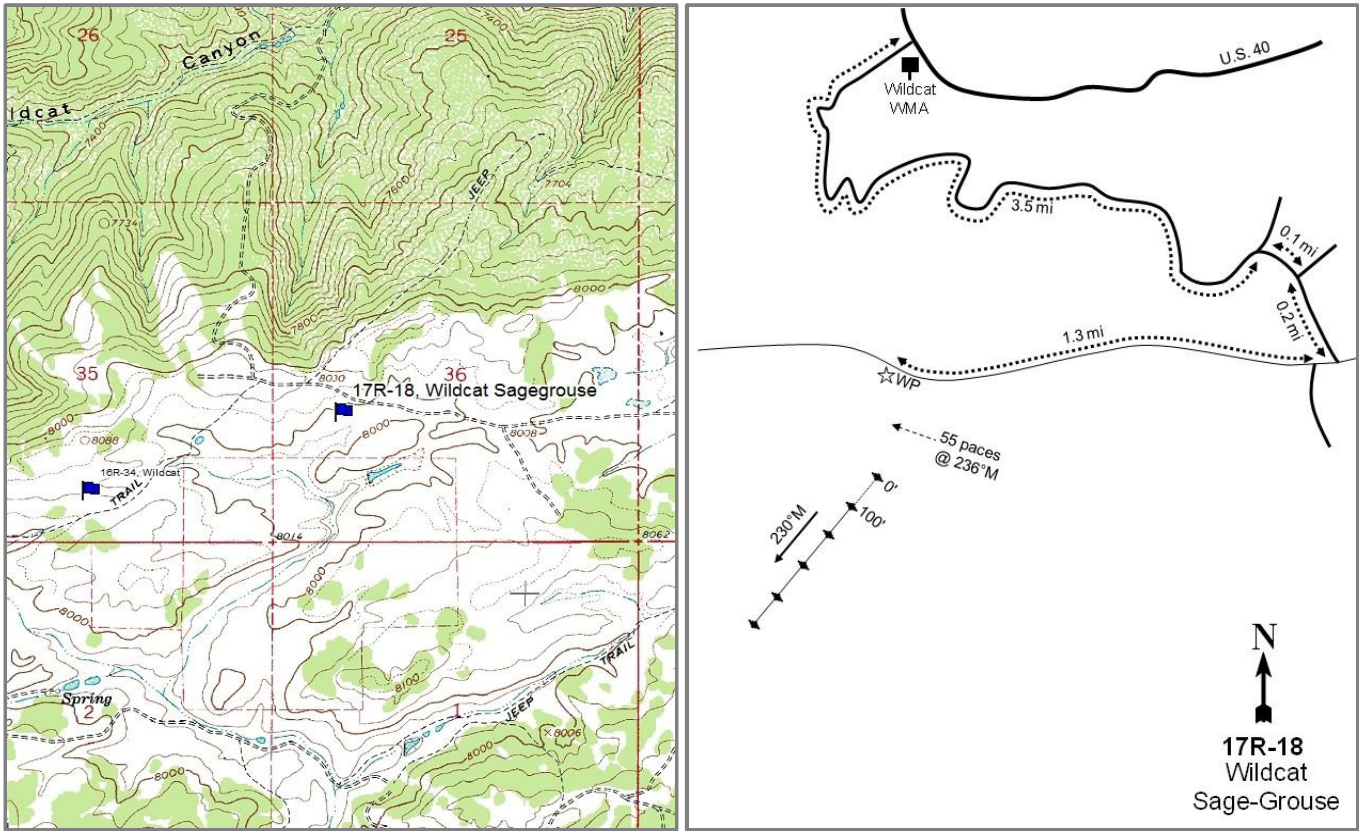 26
25
Canyon
ldcat
7400
7400
7600
JEEP
7704
7734
8000
7800
35
36
8030
17R-18, Wildcat Sagegrouse
8000
8008
8000
8088
16R-34, Wildcat
TRAIL
8014
8062
8000
8000
Spring
2
8100
TRAIL
JEEP
1
8006
8000
8000
U.S. 40
Wildcat
WMA
3.5 mi
0.1 mi
0.2 mi
1.3 mi
WP
55 paces
@ 236°M
0'
100'
230°M
N
17R-18
Wildcat
Sage-Grouse